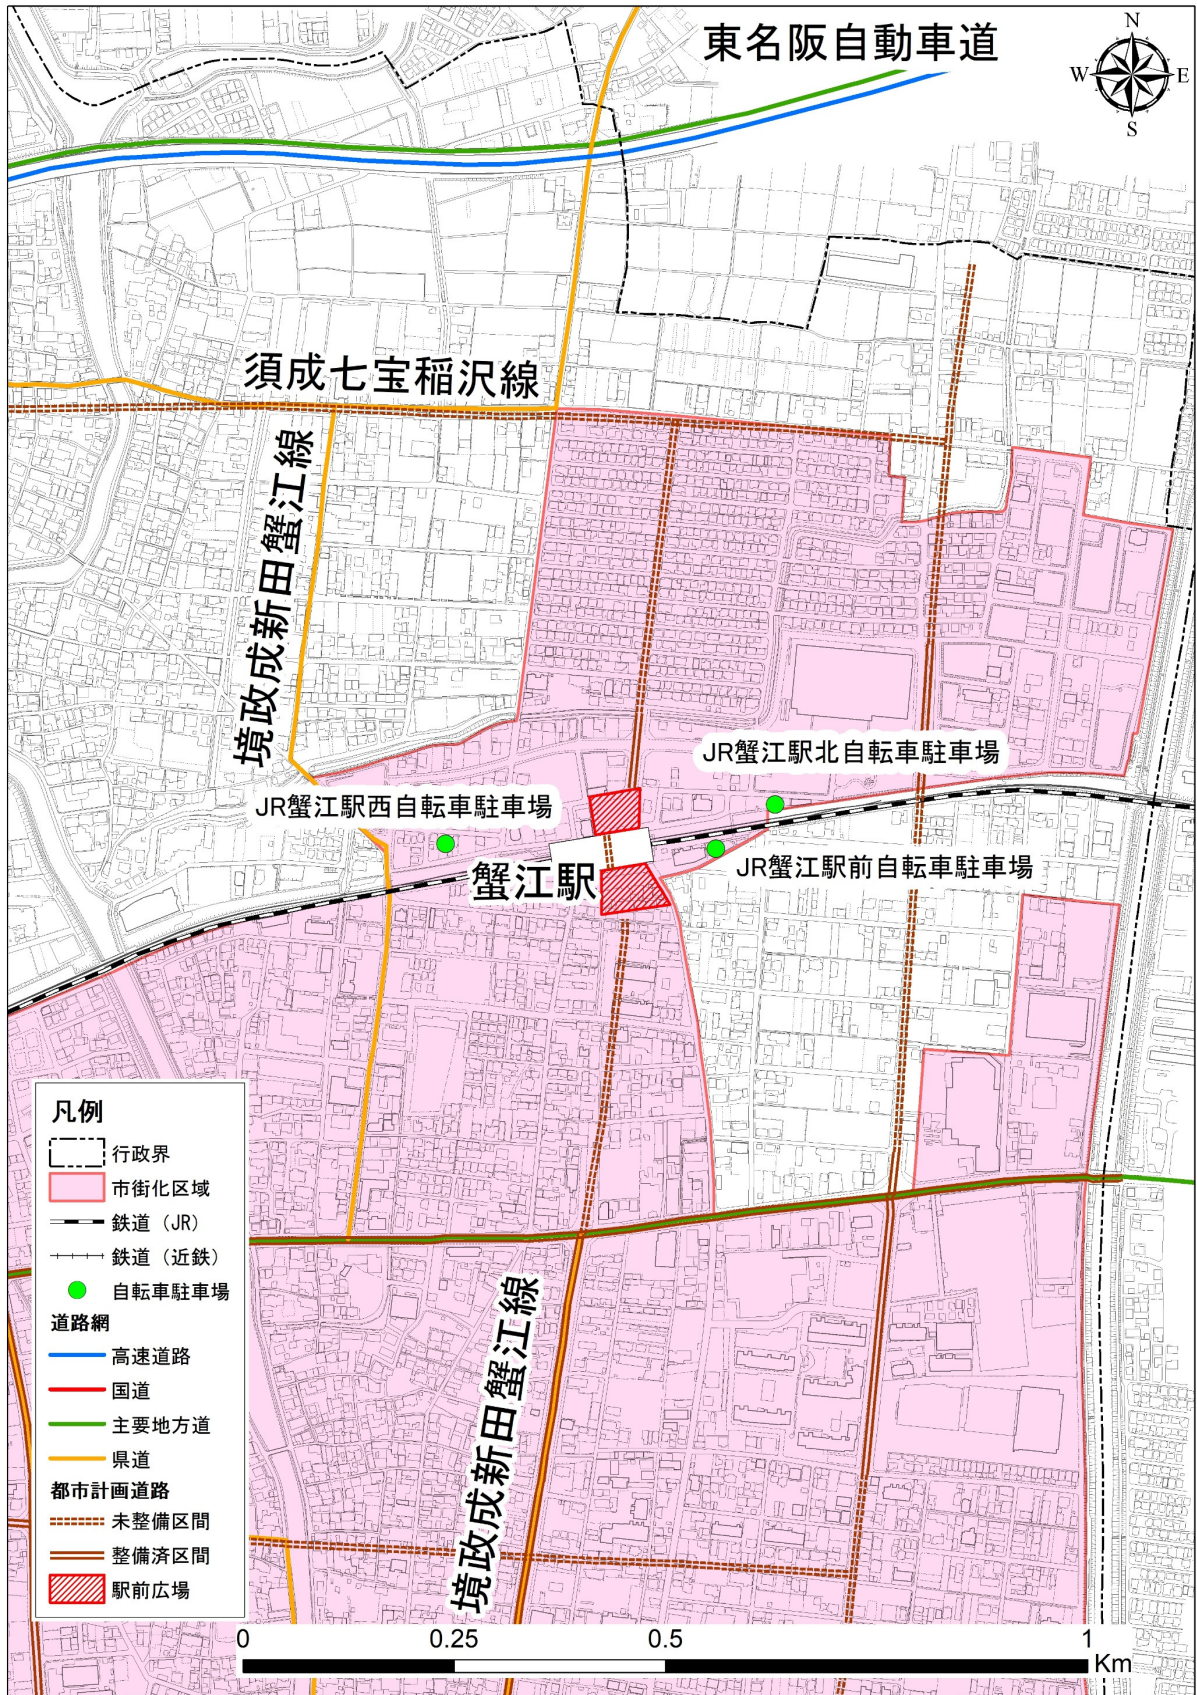 東名阪自動車道
N
W
E
S
須成七宝稲沢線
境政成新田蟹江線
JR蟹江駅北自転車駐車場
JR蟹江駅西自転車駐車場
JR蟹江駅前自転車駐車場
蟹江駅
境政成新田蟹江線
凡例
行政界
市街化区域
鉄道（JR）
鉄道（近鉄）
自転車駐車場
道路網
高速道路
国道
主要地方道
県道
都市計画道路
未整備区間
整備済区間
駅前広場
0 0.25 0.5 1
Km